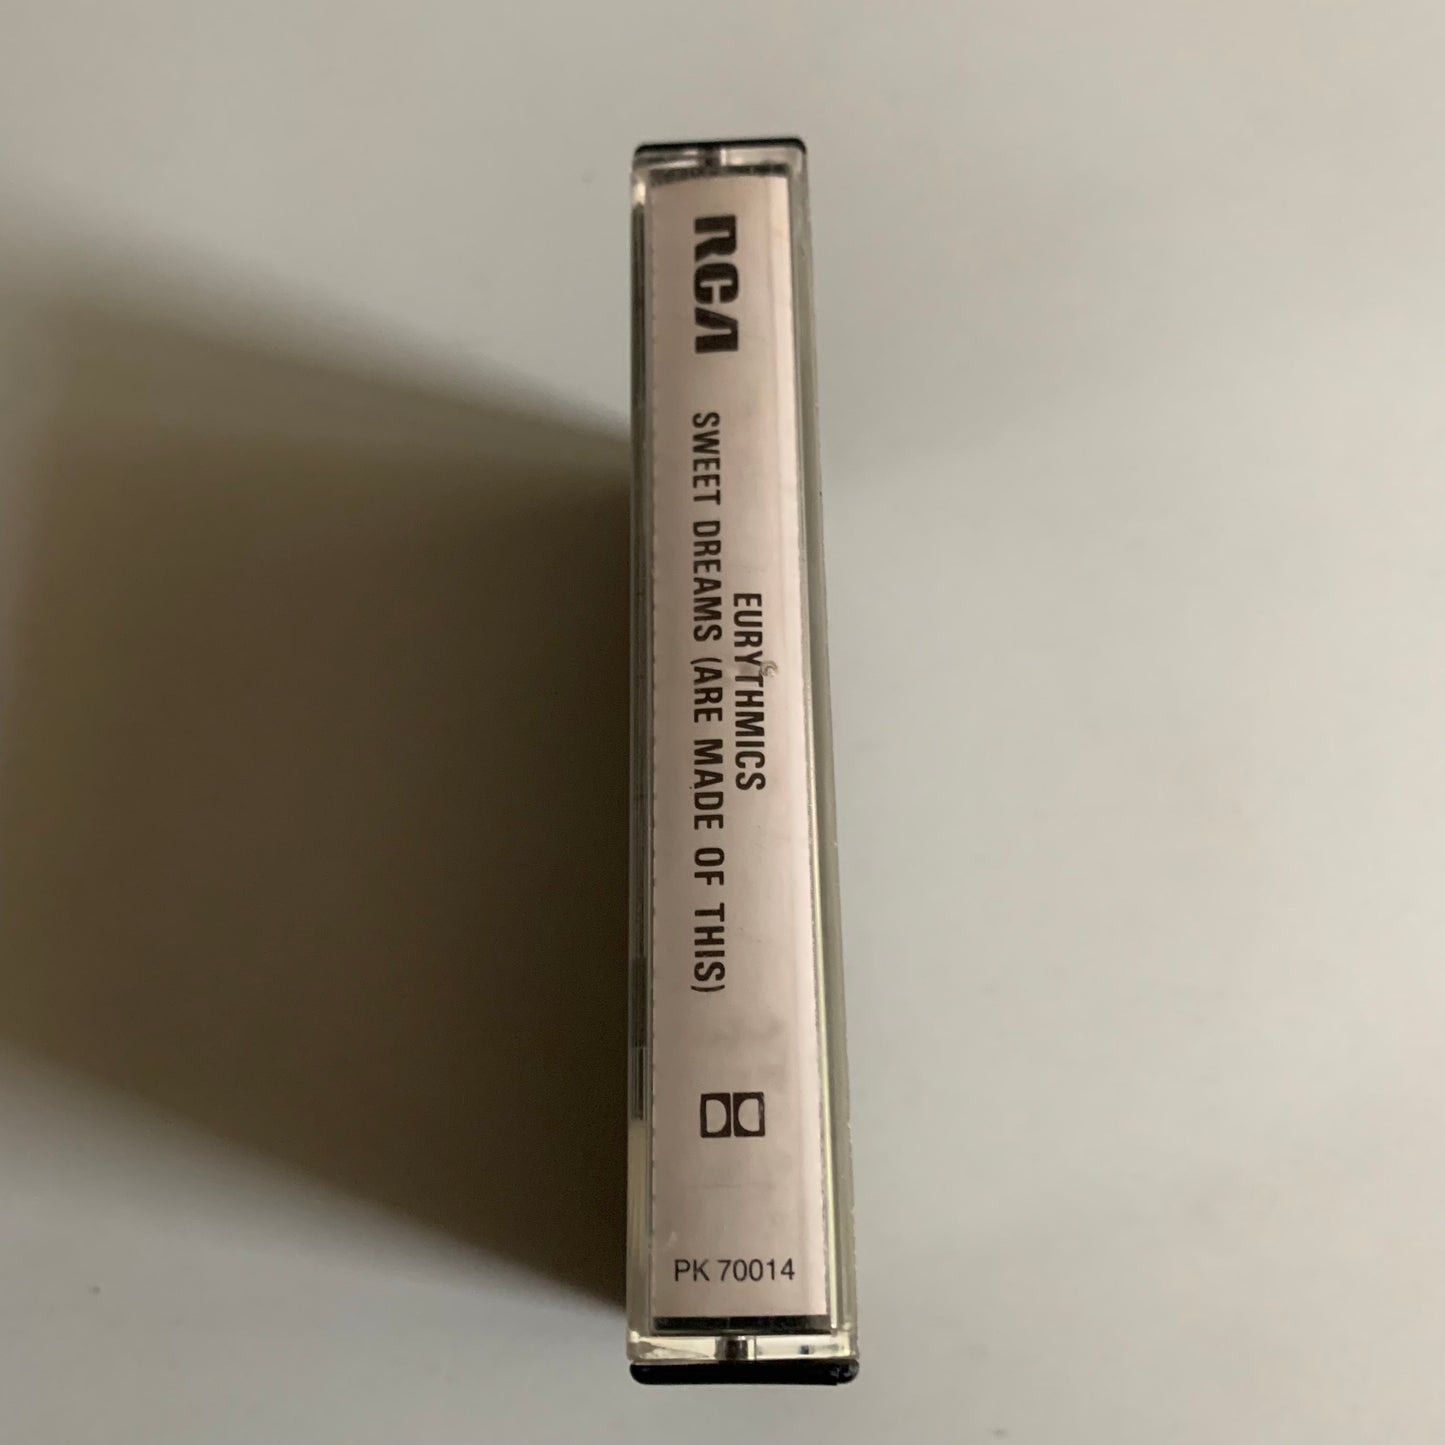 RCA
EURYTHMICS
SWEET DREAMS (ARE MADE OF THIS)
PK 70014